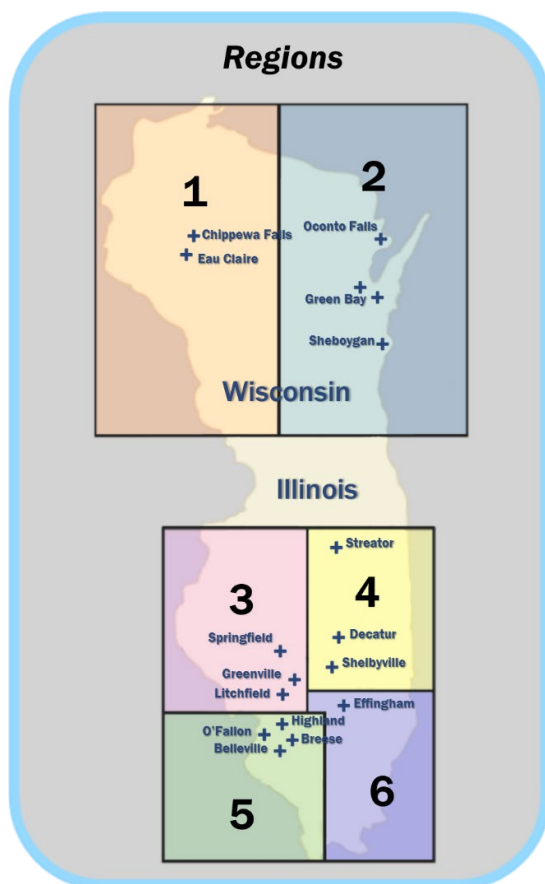 Regions
1
2
Chippewa Falls
Oconto Falls
Eau Claire
Green Bay
Sheboygan
Wisconsin
Illinois
Streator
3
4
Springfield
Decatur
Shelbyville
Greenville
Litchfield
Effingham
Highland
O'Fallon
Breese
Belleville
5
6